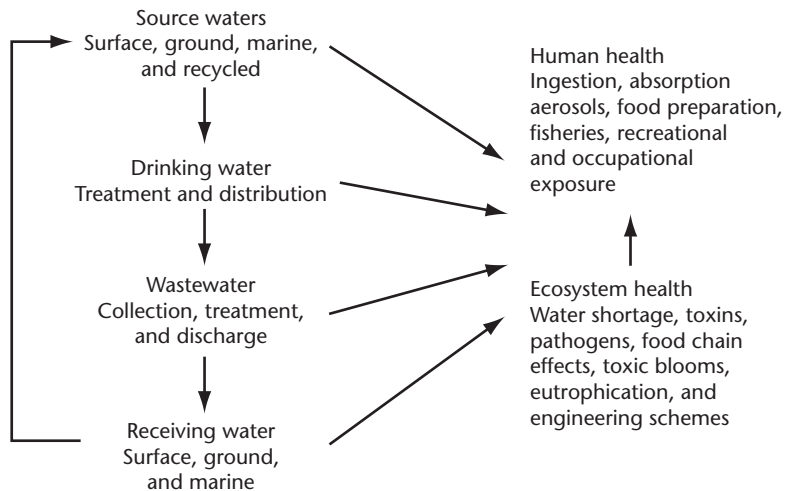 Source waters
Surface, ground, marine,
and recycled
Drinking water
Treatment and distribution
Wastewater
Collection, treatment,
and discharge
Receiving water
Surface, ground,
and marine
Human health
Ingestion, absorption
aerosols, food preparation,
fisheries, recreational
and occupational
exposure
Ecosystem health
Water shortage, toxins,
pathogens, food chain
effects, toxic blooms,
eutrophication, and
engineering schemes